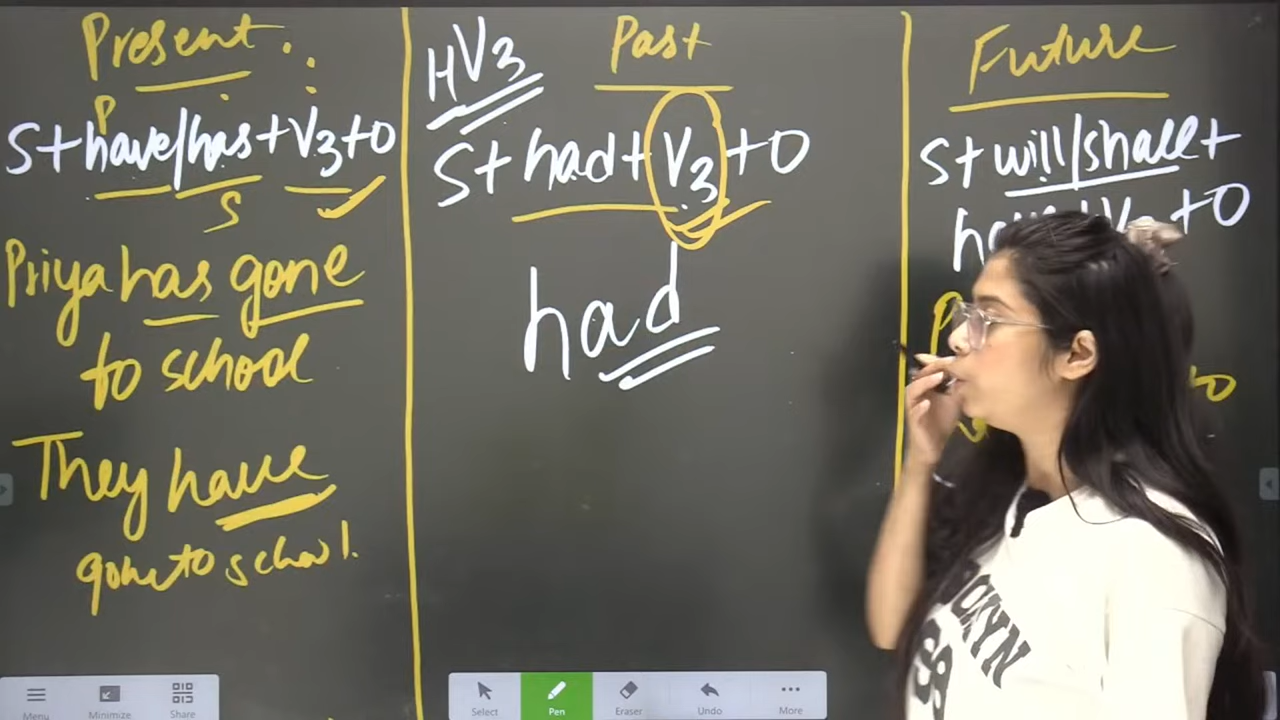 Present.
P
S+have/has+V3+O
S
Priya has gone
to school
They have
gone to school.
HV3
Past
S+had+V3+O
had
Future
S+will/shall+
+O
to
Menu
Minimize
Share
Select
Pen
Eraser
Undo
More